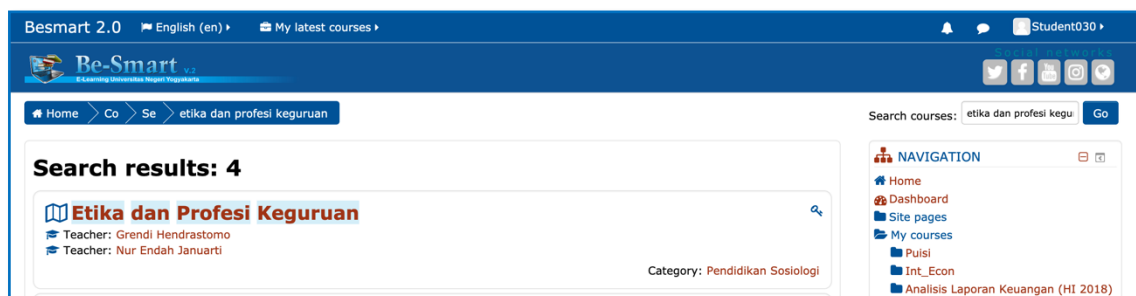 Besmart 2.0 English (en) My latest courses Student030
Social networks
Be-Smart v.2
E-Learning Universitas Negeri Yogyakarta
Home Co Se etika dan profesi keguruan
Search courses: etika dan profesi kegu Go
Search results: 4
Etika dan Profesi Keguruan
Teacher: Grendi Hendrastomo
Teacher: Nur Endah Januarti
Category: Pendidikan Sosiologi
NAVIGATION
Home
Dashboard
Site pages
My courses
Puisi
Int_Econ
Analisis Laporan Keuangan (HI 2018)